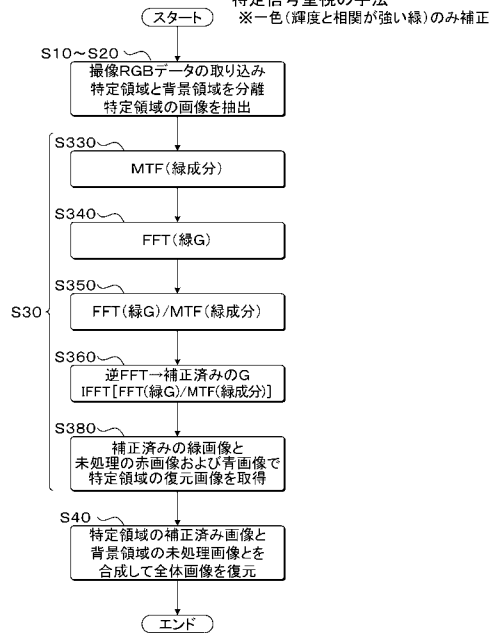 特定信号重視の手法
※一色(輝度と相関が強い緑)のみ補正
スタート
S10~S20
撮像RGBデータの取り込み
特定領域と背景領域を分離
特定領域の画像を抽出
S330
MTF(緑成分)
S340
FFT(緑G)
S350
FFT(緑G)/MTF(緑成分)
S30
S360
逆FFT→補正済みのG
IFFT[FFT(緑G)/MTF(緑成分)]
S380
補正済みの緑画像と
未処理の赤画像および青画像で
特定領域の復元画像を取得
S40
特定領域の補正済み画像と
背景領域の未処理画像とを
合成して全体画像を復元
エンド